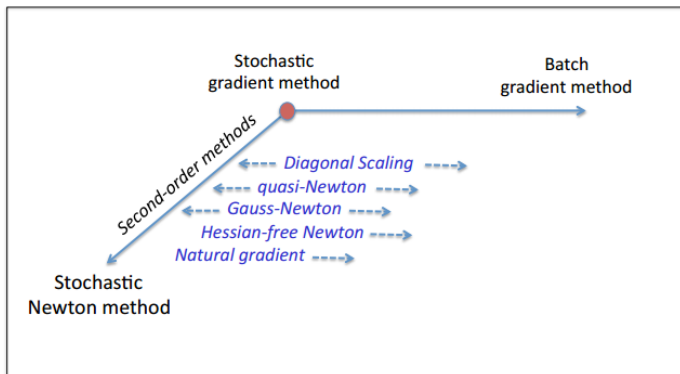 Stochastic
gradient method
Batch
gradient method
Second-order methods
Diagonal Scaling
quasi-Newton
Gauss-Newton
Hessian-free Newton
Natural gradient
Stochastic
Newton method